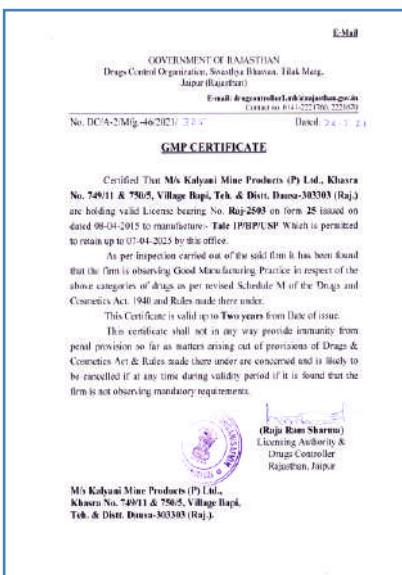 E-Mail
GOVERNMENT OF RAJASTHAN
Drugs Control Organization, Swasthya Bhawan, Tilak Marg,
Jaipur (Rajasthan)
Contact no. 0141-2221760,
No. DC/A-2/Mfg.-46/2021/ Dated:
GMP CERTIFICATE
Certified That M/s Kalyani Mine Products (P) Ltd., Khasra
No. 749/11 & 750/5, Village Bapi, Teh. & Distt. Dausa-303303 (Raj.)
are holding valid License bearing No. Raj-2503 on form 25 issued on
dated 08-04-2015 to manufacture:- Talc IP/BP/USP Which is permitted
to retain up to 07-04-2025 by this office.
As per inspection carried out of the said firm it has been found
that the firm is observing Good Manufacturing Practice in respect of the
above categories of drugs as per revised Schedule M of the Drugs and
Cosmetics Act, 1940 and Rules made there under.
This Certificate is valid up to Two years from Date of issue.
This certificate shall not in any way provide immunity from
penal provision so far as matters arising out of provisions of Drugs &
Cosmetics Act & Rules made there under are concerned and is likely to
be cancelled if at any time during validity period if it is found that the
firm is not observing mandatory requirements.
(Raja Ram Sharma)
Licensing Authority &
Drugs Controller
Rajasthan, Jaipur
M/s Kalyani Mine Products (P) Ltd.,
Khasra No. 749/11 & 750/5, Village Bapi,
Teh. & Distt. Dausa-303303 (Raj.).